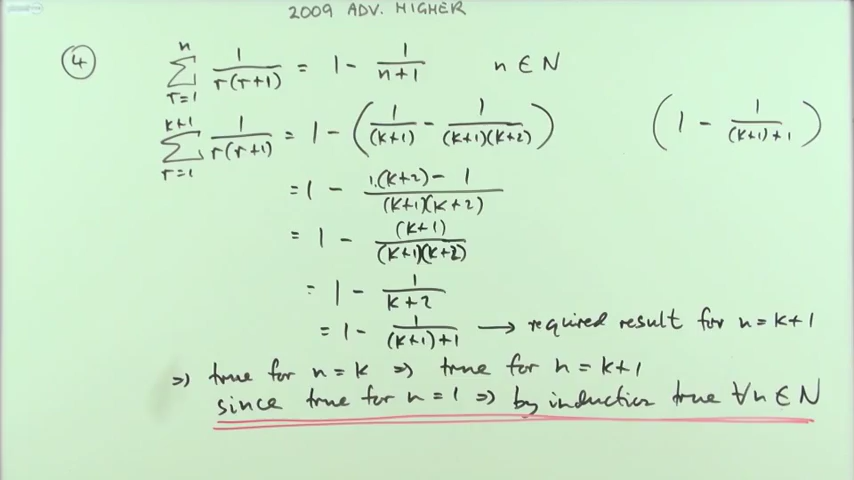 2009 ADV. HIGHER
④ n Σ r=1 1/(r(r+1)) = 1 - 1/(n+1) n ∈ N
k+1 Σ r=1 1/(r(r+1)) = 1 - (1/((k+1)) - 1/((k+1)(k+2))) (1 - 1/((k+1)+1))
= 1 - (1.(k+2) - 1)/((k+1)(k+2))
= 1 - (k+1)/((k+1)(k+2))
= 1 - 1/(k+2)
= 1 - 1/((k+1)+1) → required result for n = k+1
⇒ true for n = k ⇒ true for n = k+1
since true for n = 1 ⇒ by induction true ∀n ∈ N